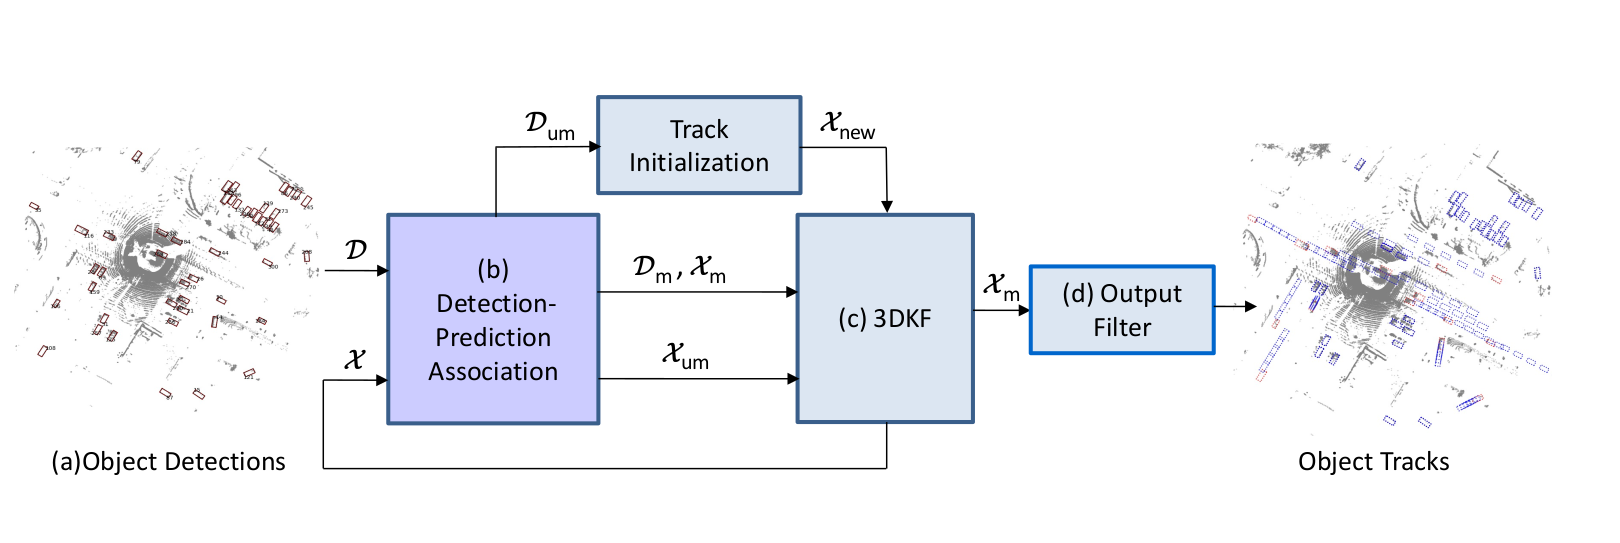 𝒟um
Track
Initialization
𝒳new
𝒟
(b)
Detection-
Prediction
Association
𝒟m , 𝒳m
(c) 3DKF
𝒳m
(d) Output
Filter
𝒳
𝒳um
(a)Object Detections
Object Tracks